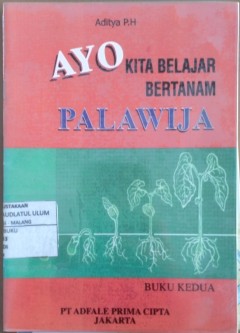 Aditya P.H
AYO KITA BELAJAR
BERTANAM
PALAWIJA
BUKU KEDUA
PT ADFALE PRIMA CIPTA
JAKARTA